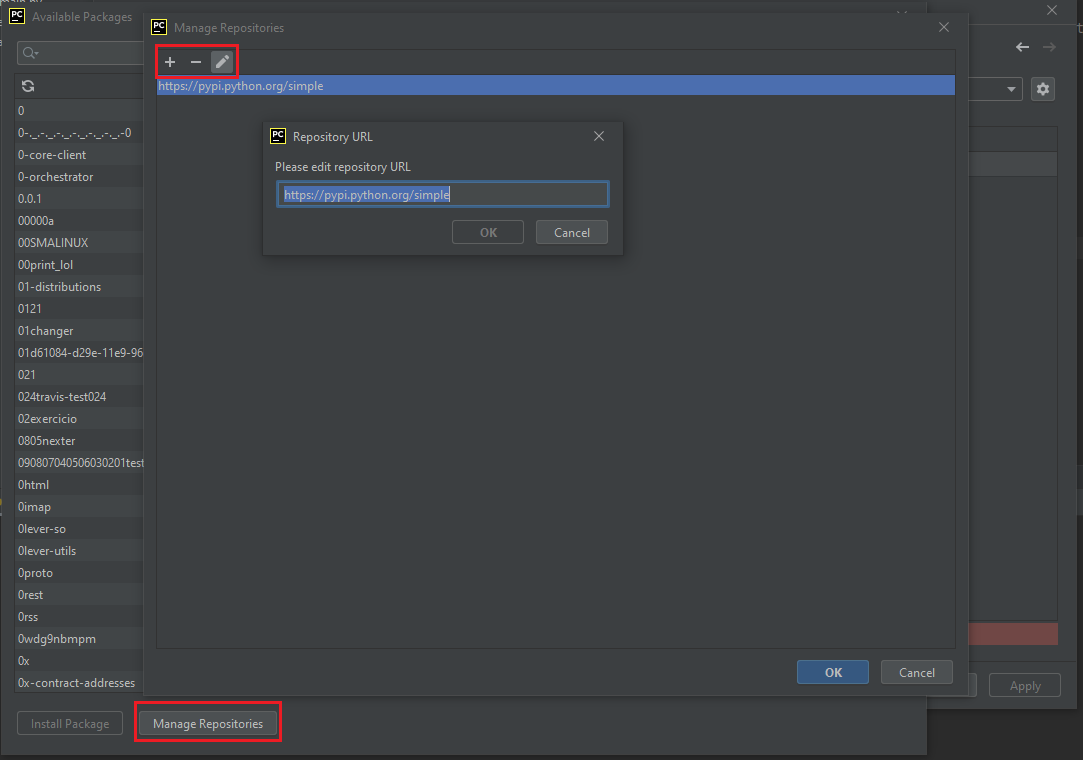 PC Available Packages
PC Manage Repositories
https://pypi.python.org/simple
PC Repository URL
Please edit repository URL
https://pypi.python.org/simple
OK
Cancel
0
0-._.-._.-._.-._.-._.-._.-0
0-core-client
0-orchestrator
0.0.1
00000a
00SMALINUX
00print_lol
01-distributions
0121
01changer
01d61084-d29e-11e9-96
021
024travis-test024
02exercicio
0805nexter
090807040506030201test
0html
0imap
0lever-so
0lever-utils
0proto
0rest
0rss
0wdg9nbmpm
0x
0x-contract-addresses
OK
Cancel
Apply
Install Package
Manage Repositories